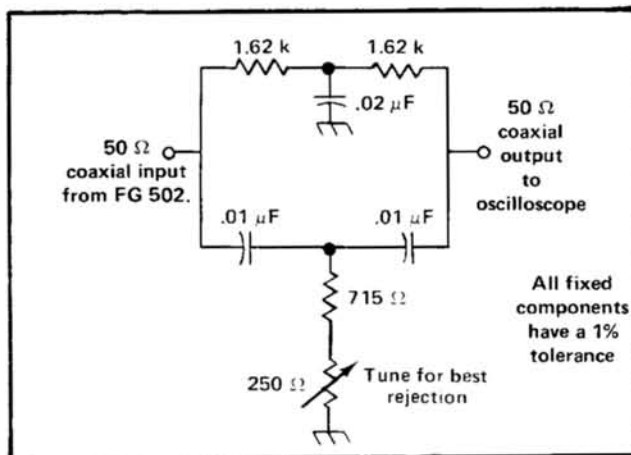 1.62 k
1.62 k
.02 μF
50 Ω
coaxial input
from FG 502.
50 Ω
coaxial
output
to
oscilloscope
.01 μF
.01 μF
715 Ω
All fixed
components
have a 1%
tolerance
250 Ω
Tune for best
rejection